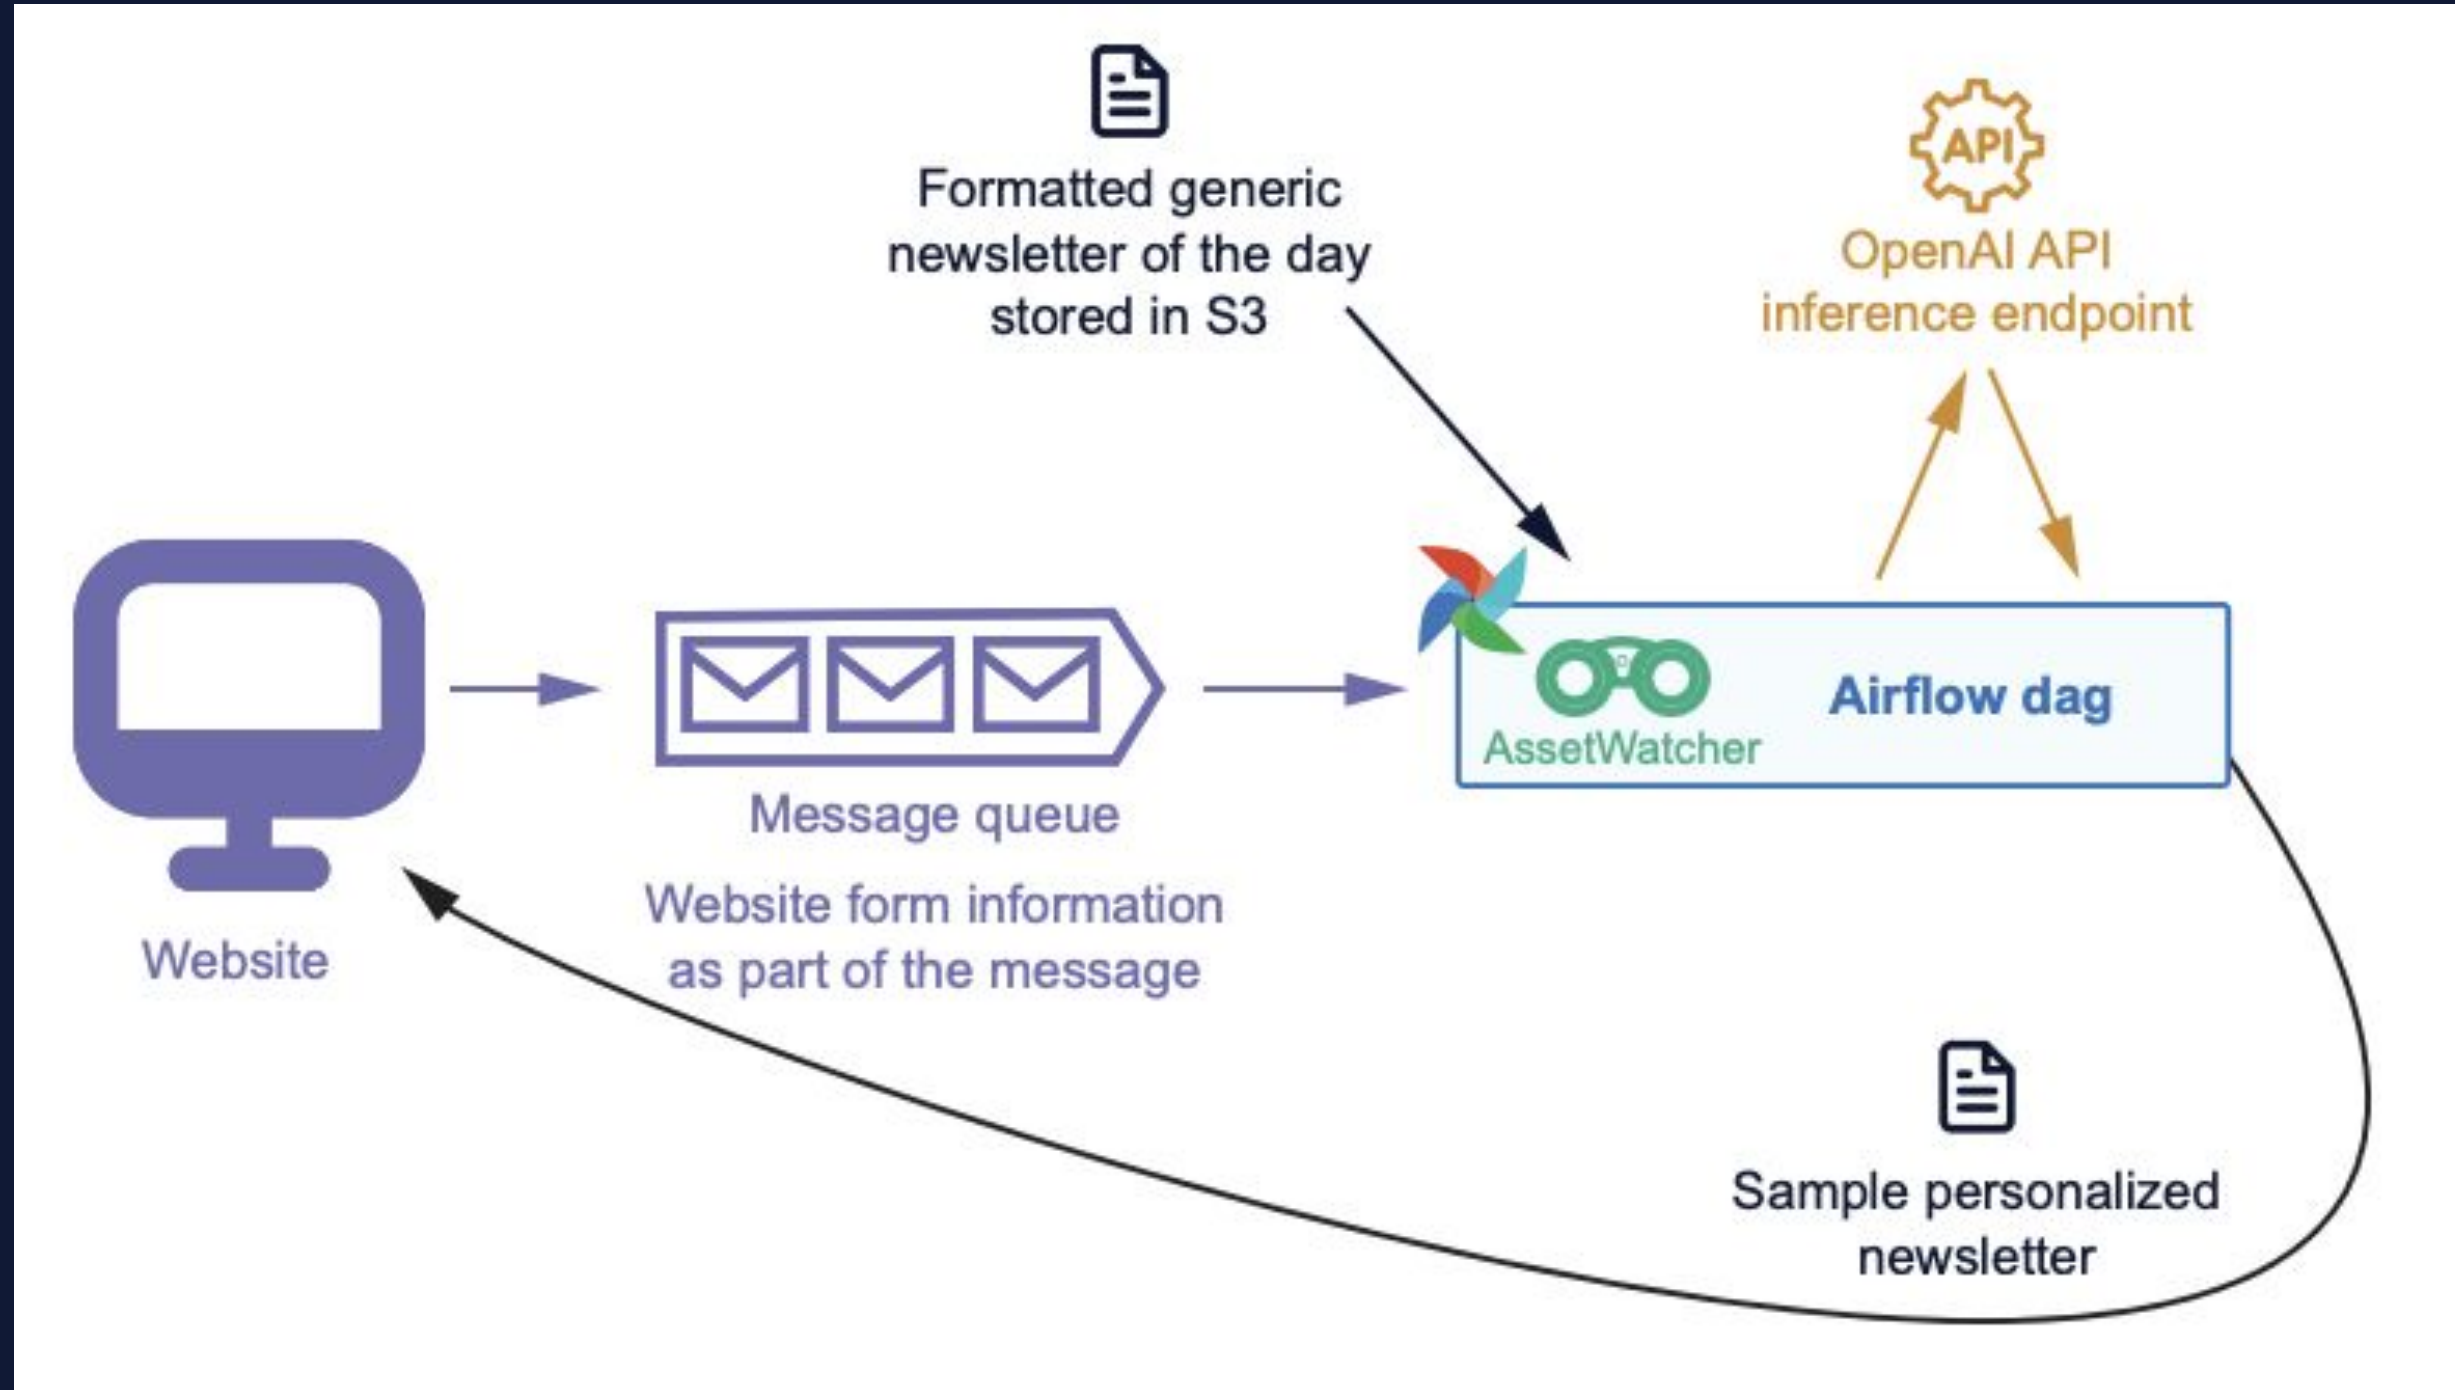 Formatted generic
newsletter of the day
stored in S3
API
OpenAI API
inference endpoint
AssetWatcher
Airflow dag
Message queue
Website form information
as part of the message
Website
Sample personalized
newsletter